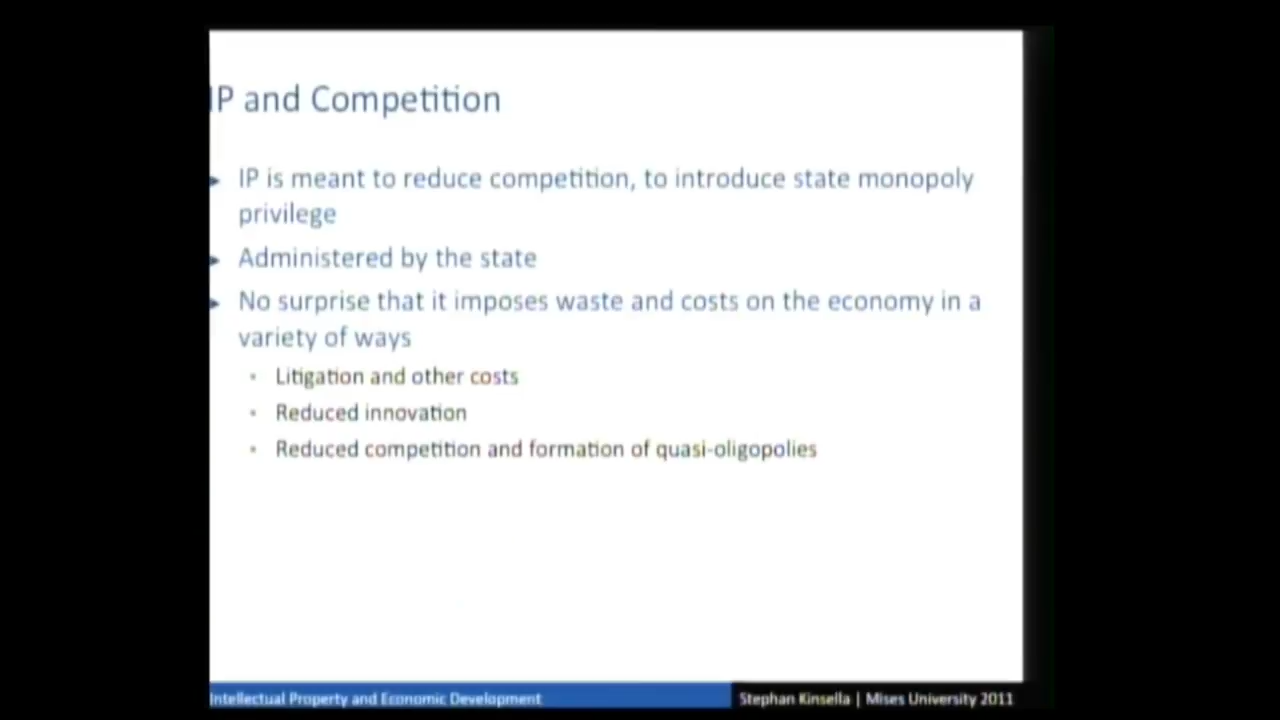 IP and Competition
IP is meant to reduce competition, to introduce state monopoly
privilege
Administered by the state
No surprise that it imposes waste and costs on the economy in a
variety of ways
Litigation and other costs
Reduced innovation
Reduced competition and formation of quasi-oligopolies
Intellectual Property and Economic Development
Stephan Kinsella | Mises University 2011